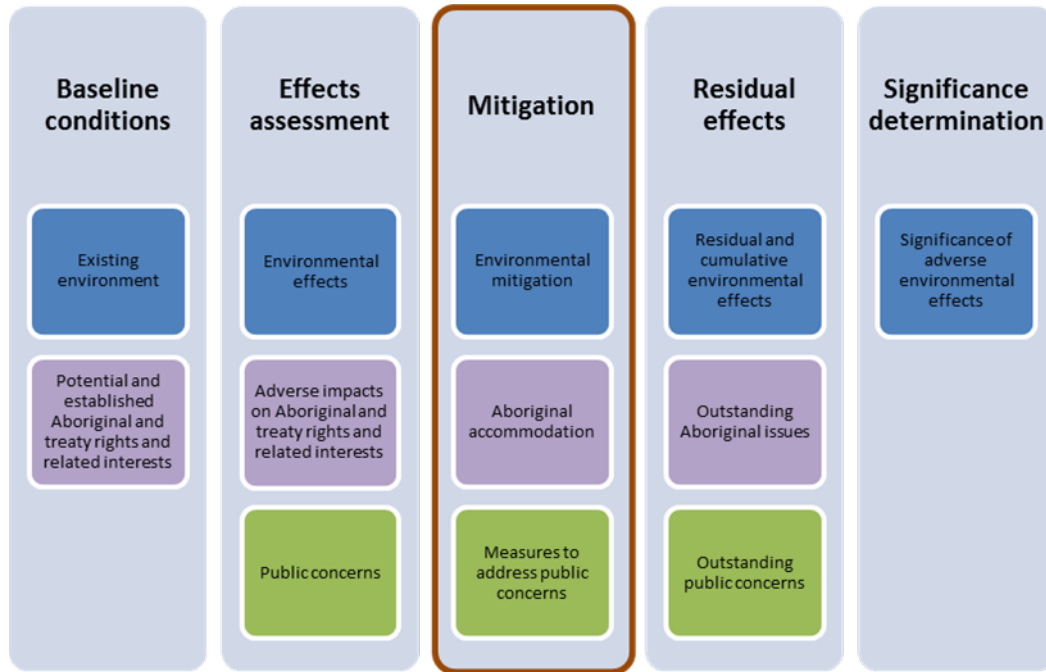 Baseline
conditions
Effects
assessment
Mitigation
Residual
effects
Significance
determination
Existing
environment
Environmental
effects
Environmental
mitigation
Residual and
cumulative
environmental
effects
Significance of
adverse
environmental
effects
Potential and
established
Aboriginal and
treaty rights and
related interests
Adverse impacts
on Aboriginal and
treaty rights and
related interests
Aboriginal
accommodation
Outstanding
Aboriginal issues
Public concerns
Measures to
address public
concerns
Outstanding
public concerns